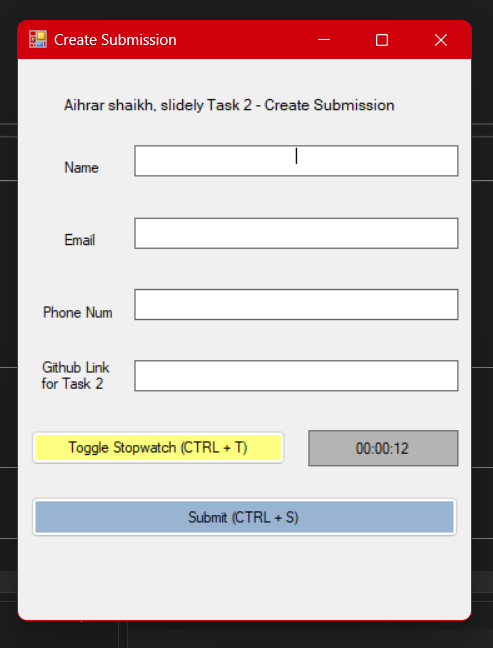 Create Submission
Aihrar shaikh, slidely Task 2 - Create Submission
Name
Email
Phone Num
Github Link
for Task 2
Toggle Stopwatch (CTRL + T)
00:00:12
Submit (CTRL + S)